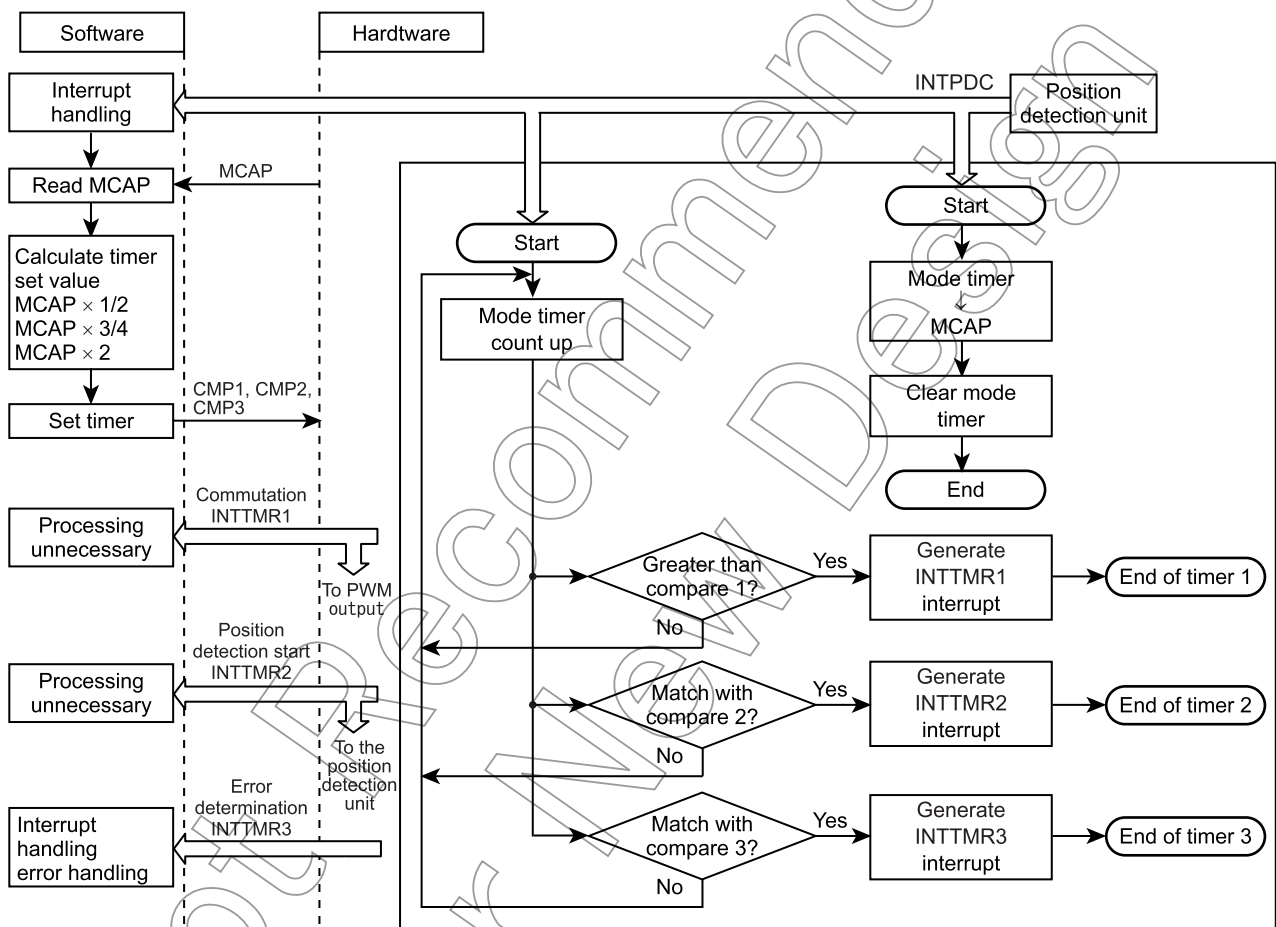 Software
Hardtware
Interrupt
handling
INTPDC
Position
detection unit
Read MCAP
MCAP
Start
Start
Calculate timer
set value
MCAP × 1/2
MCAP × 3/4
MCAP × 2
Mode timer
count up
Mode timer
↓
MCAP
Set timer
CMP1, CMP2,
CMP3
Clear mode
timer
End
Commutation
INTTMR1
Processing
unnecessary
To PWM
output
Greater than
compare 1?
Yes
No
Generate
INTTMR1
interrupt
End of timer 1
Position
detection start
INTTMR2
Processing
unnecessary
To the
position
detection
unit
Match with
compare 2?
Yes
No
Generate
INTTMR2
interrupt
End of timer 2
Error
determination
INTTMR3
Interrupt
handling
error handling
Match with
compare 3?
Yes
No
Generate
INTTMR3
interrupt
End of timer 3
ot Recommend
r New Design